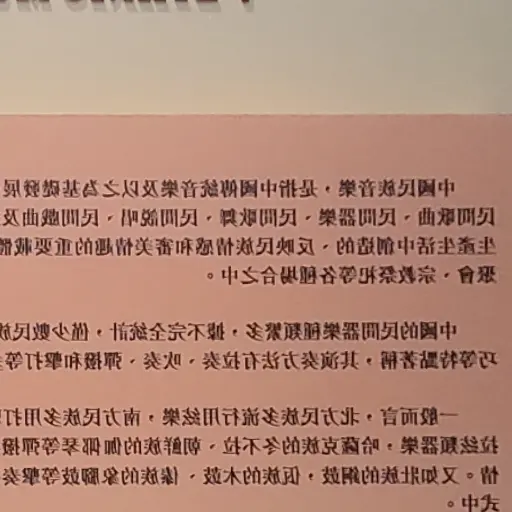 中國民族音樂，是指中國傳統音樂及以之為基礎發展
民間歌曲、民間器樂、民間歌舞、民間說唱、民間戲曲及
生產生活中創造的、反映民族情感和審美情趣的重要載體
聚會、宗教祭祀等各種場合之中。
中國的民間器樂種類繁多，據不完全統計，僅少數民族
巧等特點著稱，其演奏方法有拉奏、吹奏、彈撥和擊打等
一般而言，北方民族多流行用弦樂，南方民族多用打
拉弦類器樂，哈薩克族的冬不拉、朝鮮族的伽倻琴等彈撥
情。又如壯族的銅鼓，佤族的木鼓、傣族的象腳鼓等擊奏
式中。